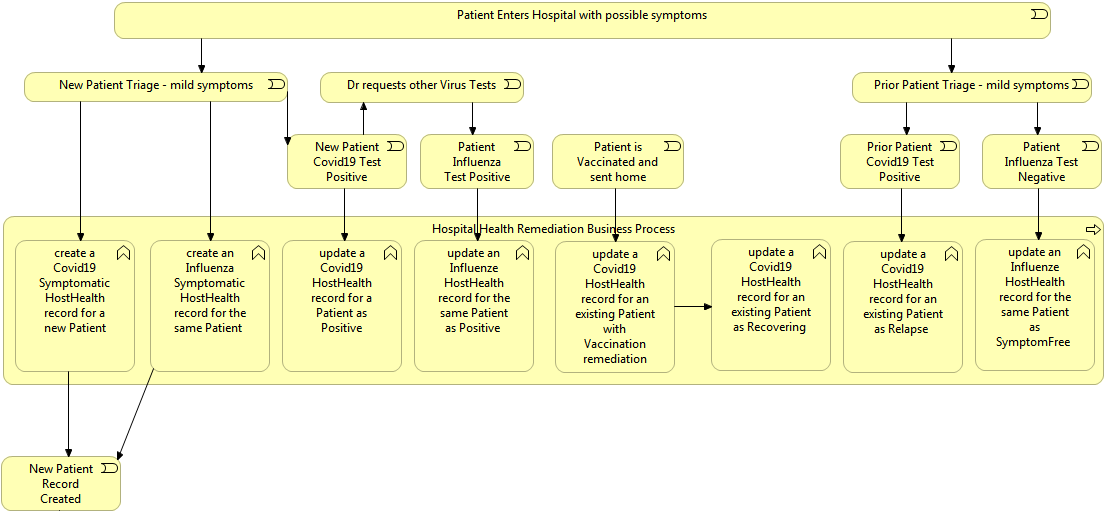 Patient Enters Hospital with possible symptoms
New Patient Triage - mild symptoms
Dr requests other Virus Tests
Prior Patient Triage - mild symptoms
New Patient
Covid19 Test
Positive
Patient
Influenza
Test Positive
Patient is
Vaccinated and
sent home
Prior Patient
Covid19 Test
Positive
Patient
Influenza Test
Negative
Hospital Health Remediation Business Process
create a
Covid19
Symptomatic
HostHealth
record for a
new Patient
create an
Influenza
Symptomatic
HostHealth
record for the
same Patient
update a
Covid19
HostHealth
record for a
Patient as
Positive
update an
Influenze
HostHealth
record for the
same Patient
as Positive
update a
Covid19
HostHealth
record for an
existing Patient
with
Vaccination
remediation
update a
Covid19
HostHealth
record for an
existing Patient
as Recovering
update a
Covid19
HostHealth
record for an
existing Patient
as Relapse
update an
Influenze
HostHealth
record for the
same Patient
as
SymptomFree
New Patient
Record
Created